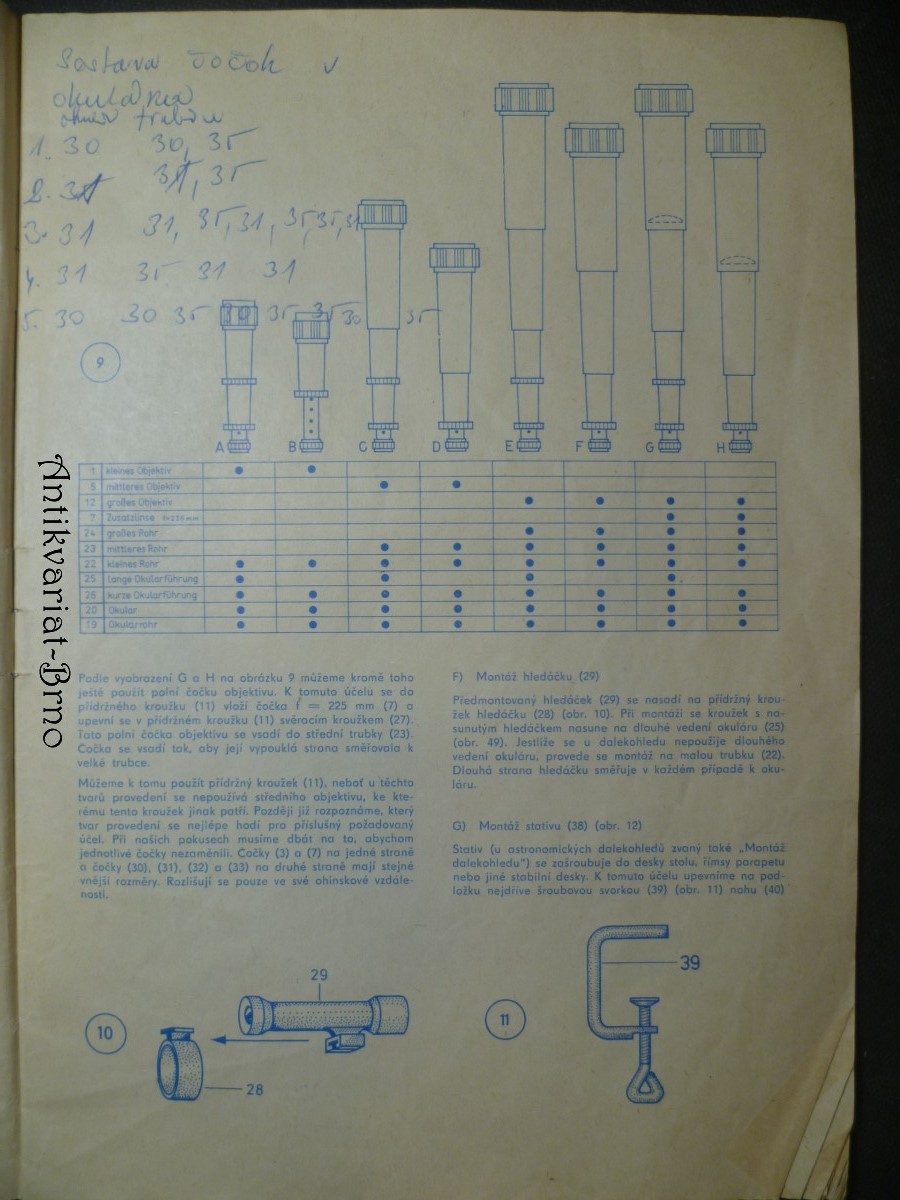 Sostava čoček v
1. 30 30, 35
3. 31 31, 35, 31, 35, 35, 31
4. 31 35 31 31
5. 30 30 35 30 35 35 30 35
9
A B C D E F G H
1 kleines Objektiv
5 mittleres Objektiv
12 großes Objektiv
7 Zusatzlinse f=225mm
24 großes Rohr
23 mittleres Rohr
22 kleines Rohr
25 lange Okularführung
26 kurze Okularführung
20 Okular
19 Okularrohr
Antikvariat-Brno
Podle vyobrazení G a H na obrázku 9 můžeme kromě toho
ještě použít polní čočku objektivu. K tomuto účelu se do
přídržného kroužku (11) vloží čočka f = 225 mm (7) a
upevní se v přídržném kroužku (11) svěracím kroužkem (27).
Tato polní čočka objektivu se vsadí do střední trubky (23).
Čočka se vsadí tak, aby její vypouklá strana směřovala k
velké trubce.
Můžeme k tomu použít přídržný kroužek (11), neboť u těchto
tvarů provedení se nepoužívá středního objektivu, ke kte-
rému tento kroužek jinak patří. Později již rozpoznáme, který
tvar provedení se nejlépe hodí pro příslušný požadovaný
účel. Při našich pokusech musíme dbát na to, abychom
jednotlivé čočky nezaměnili. Čočky (3) a (7) na jedné straně
a čočky (30), (31), (32) a (33) na druhé straně mají stejné
vnější rozměry. Rozlišují se pouze ve své ohniskové vzdále-
nosti.
F) Montáž hledáčku (29)
Předmontovaný hledáček (29) se nasadí na přídržný krou-
žek hledáčku (28) (obr. 10). Při montáži se kroužek s na-
sunutým hledáčkem nasune na dlouhé vedení okuláru (25)
(obr. 49). Jestliže se u dalekohledu nepoužije dlouhého
vedení okuláru, provede se montáž na malou trubku (22).
Dlouhá strana hledáčku směřuje v každém případě k oku-
láru.
G) Montáž stativu (38) (obr. 12)
Stativ (u astronomických dalekohledů zvaný také „Montáž
dalekohledu“) se zašroubuje do desky stolu, římsy parapetu
nebo jiné stabilní desky. K tomuto účelu upevníme na pod-
ložku nejdříve šroubovou svorkou (39) (obr. 11) nohu (40)
29
10
28
11
39